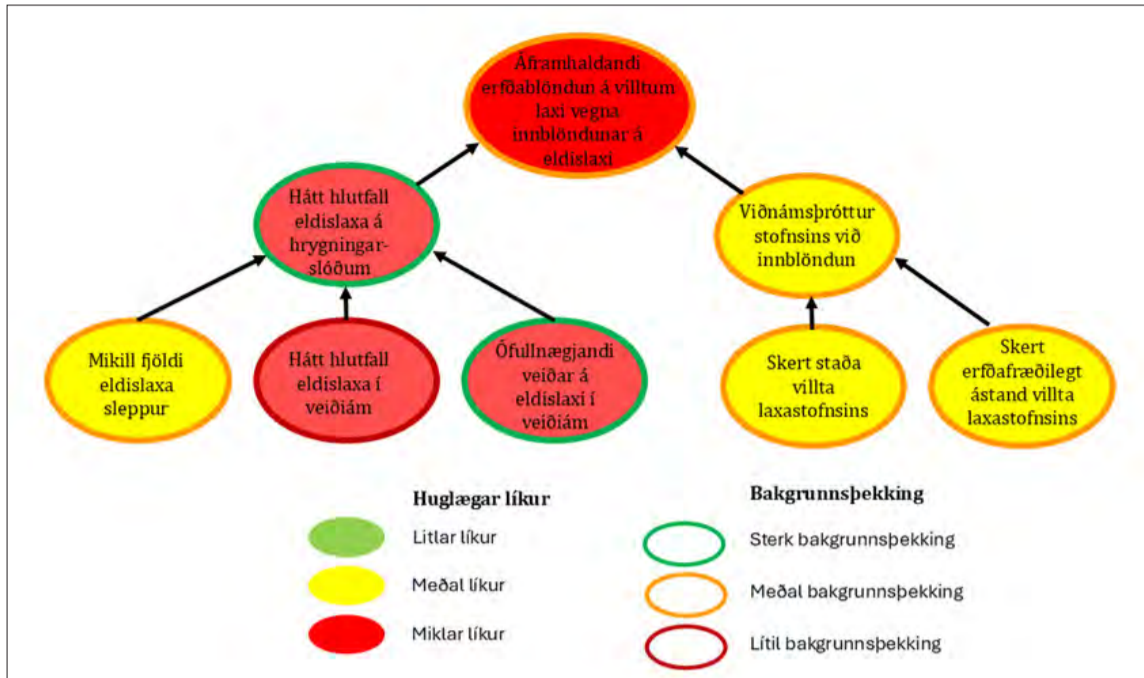 Áframhaldandi
erfðablöndun á villtum
laxi vegna
innblöndunar á
eldislaxi
Hátt hlutfall
eldislaxa á
hrygningar-
slóðum
Viðnámsþróttur
stofnsins við
innblöndun
Mikill fjöldi
eldislaxa
sleppur
Hátt hlutfall
eldislaxa í
veiðiám
Ófullnægjandi
veiðar á
eldislaxi í
veiðiám
Skert staða
villta
laxastofnsins
Skert
erfðafræðilegt
ástand villta
laxastofnsins
Huglægar líkur
Litlar líkur
Meðal líkur
Miklar líkur
Bakgrunnsþekking
Sterk bakgrunnsþekking
Meðal bakgrunnsþekking
Lítil bakgrunnsþekking